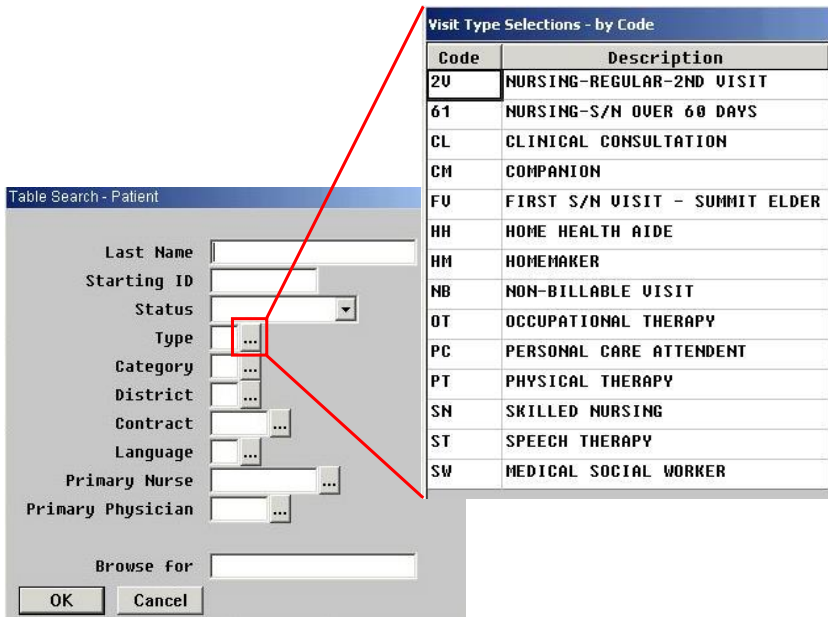 Visit Type Selections - by Code
Code Description
2V NURSING-REGULAR-2ND VISIT
61 NURSING-S/N OVER 60 DAYS
CL CLINICAL CONSULTATION
CM COMPANION
FV FIRST S/N VISIT - SUMMIT ELDER
HH HOME HEALTH AIDE
HM HOMEMAKER
NB NON-BILLABLE VISIT
OT OCCUPATIONAL THERAPY
PC PERSONAL CARE ATTENDENT
PT PHYSICAL THERAPY
SN SKILLED NURSING
ST SPEECH THERAPY
SW MEDICAL SOCIAL WORKER
Table Search - Patient
Last Name
Starting ID
Status
Type ...
Category ...
District ...
Contract ...
Language ...
Primary Nurse ...
Primary Physician ...
Browse for
OK Cancel